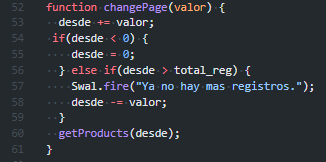 52 function changePage(valor) {
53 desde += valor;
54 if(desde < 0) {
55 desde = 0;
56 } else if(desde > total_reg) {
57 Swal.fire("Ya no hay mas registros.");
58 desde -= valor;
59 }
60 getProducts(desde);
61 }